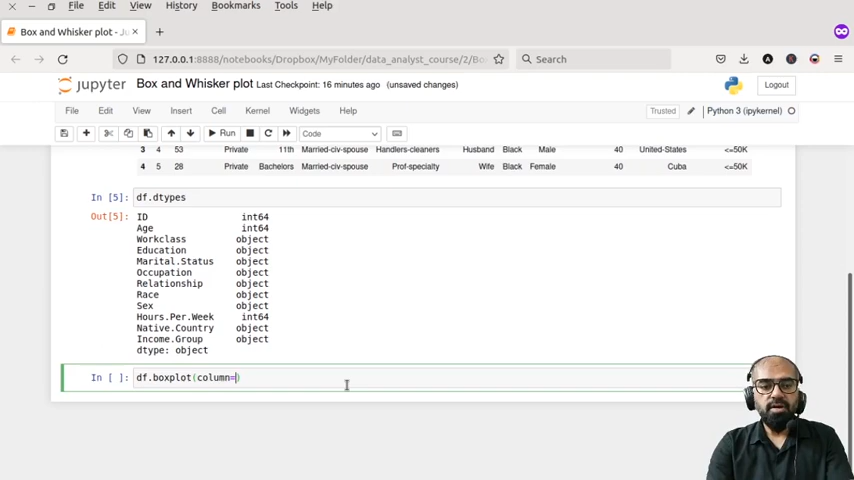 File Edit View History Bookmarks Tools Help
Box and Whisker plot - Ju
127.0.0.1:8888/notebooks/Dropbox/MyFolder/data_analyst_course/2/Bo
Search
jupyter Box and Whisker plot Last Checkpoint: 16 minutes ago (unsaved changes)
Logout
File Edit View Insert Cell Kernel Widgets Help
Trusted Python 3 (ipykernel)
Run Code
3 4 53 Private 11th Married-civ-spouse Handlers-cleaners Husband Black Male 40 United-States <=50K
4 5 28 Private Bachelors Married-civ-spouse Prof-specialty Wife Black Female 40 Cuba <=50K
In [5]: df.dtypes
Out[5]: ID int64
Age int64
Workclass object
Education object
Marital.Status object
Occupation object
Relationship object
Race object
Sex object
Hours.Per.Week int64
Native.Country object
Income.Group object
dtype: object
In [ ]: df.boxplot(column=)